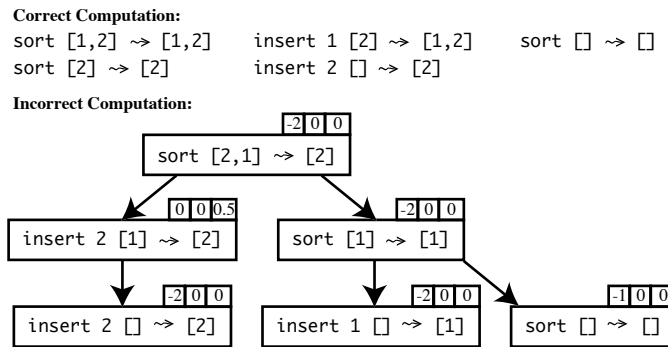 Correct Computation:
sort [1,2] ⤳ [1,2] insert 1 [2] ⤳ [1,2] sort [] ⤳ []
sort [2] ⤳ [2] insert 2 [] ⤳ [2]
Incorrect Computation:
-2 0 0
sort [2,1] ⤳ [2]
0 0 0.5
insert 2 [1] ⤳ [2]
-2 0 0
sort [1] ⤳ [1]
-2 0 0
insert 2 [] ⤳ [2]
-2 0 0
insert 1 [] ⤳ [1]
-1 0 0
sort [] ⤳ []